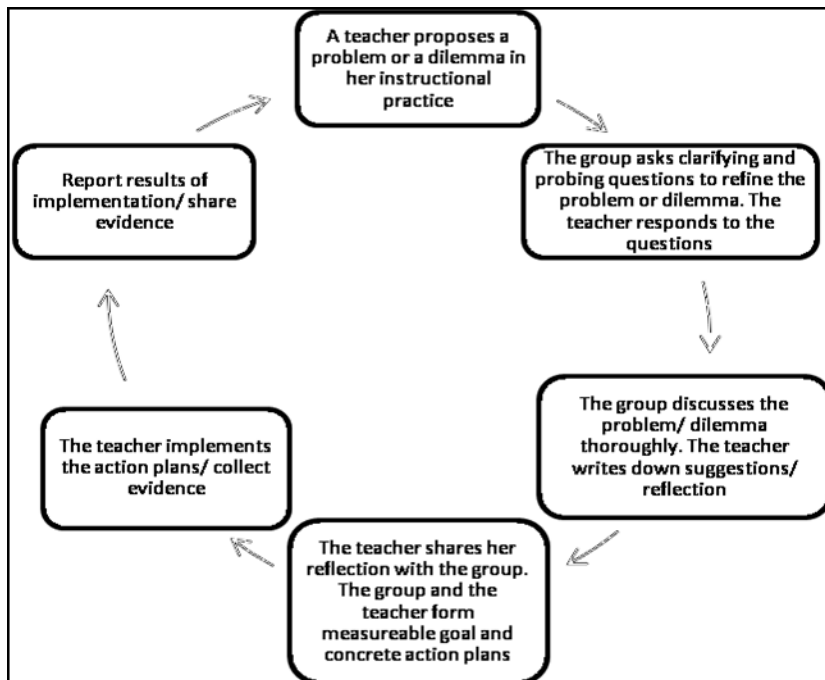 A teacher proposes a
problem or a dilemma in
her instructional
practice
The group asks clarifying and
probing questions to refine the
problem or dilemma. The
teacher responds to the
questions
The group discusses the
problem/ dilemma
thoroughly. The teacher
writes down suggestions/
reflection
The teacher shares her
reflection with the group.
The group and the
teacher form
measureable goal and
concrete action plans
The teacher implements
the action plans/ collect
evidence
Report results of
implementation/ share
evidence